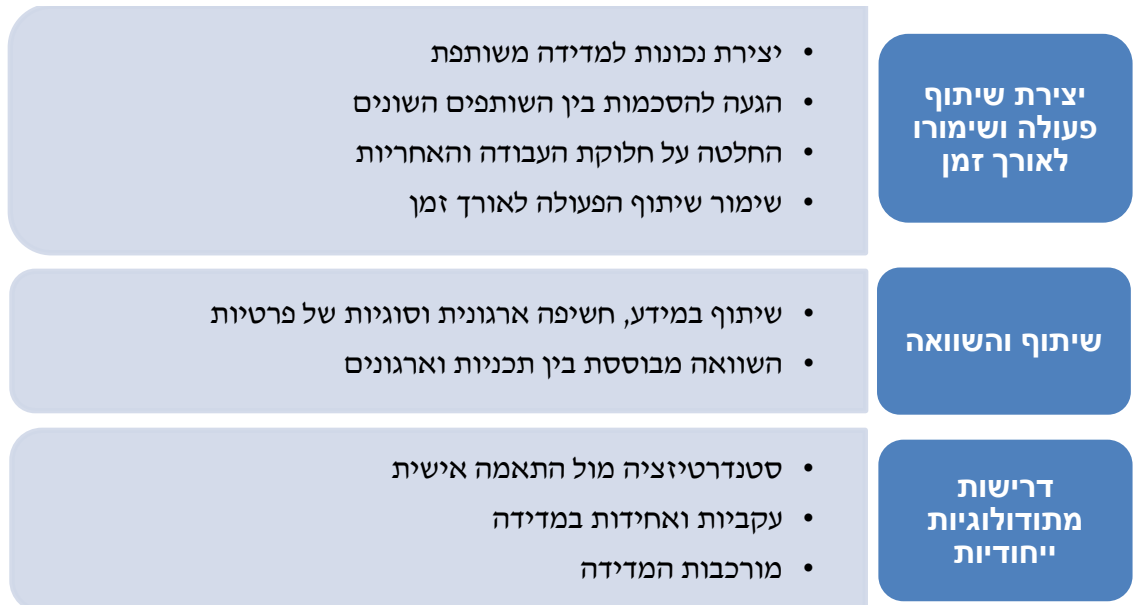 יצירת שיתוף
פעולה ושימורו
לאורך זמן
• יצירת נכונות למדידה משותפת
• הגעה להסכמות בין השותפים השונים
• החלטה על חלוקת העבודה והאחריות
• שימור שיתוף הפעולה לאורך זמן
שיתוף והשוואה
• שיתוף במידע, חשיפה ארגונית וסוגיות של פרטיות
• השוואה מבוססת בין תכניות וארגונים
דרישות
מתודולוגיות
ייחודיות
• סטנדרטיזציה מול התאמה אישית
• עקביות ואחידות במדידה
• מורכבות המדידה